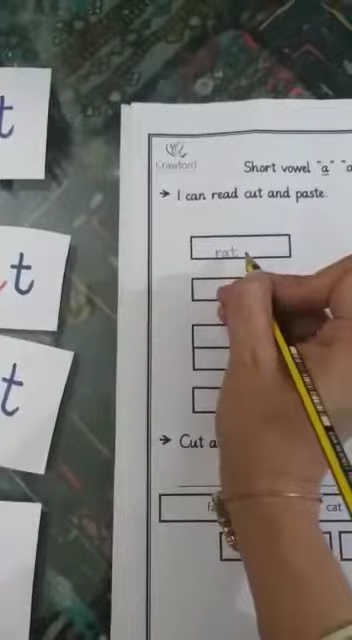 t
Crawford
Short vowel "a" "a
→ I can read cut and paste.
rat
t
t
→ Cut a
cat